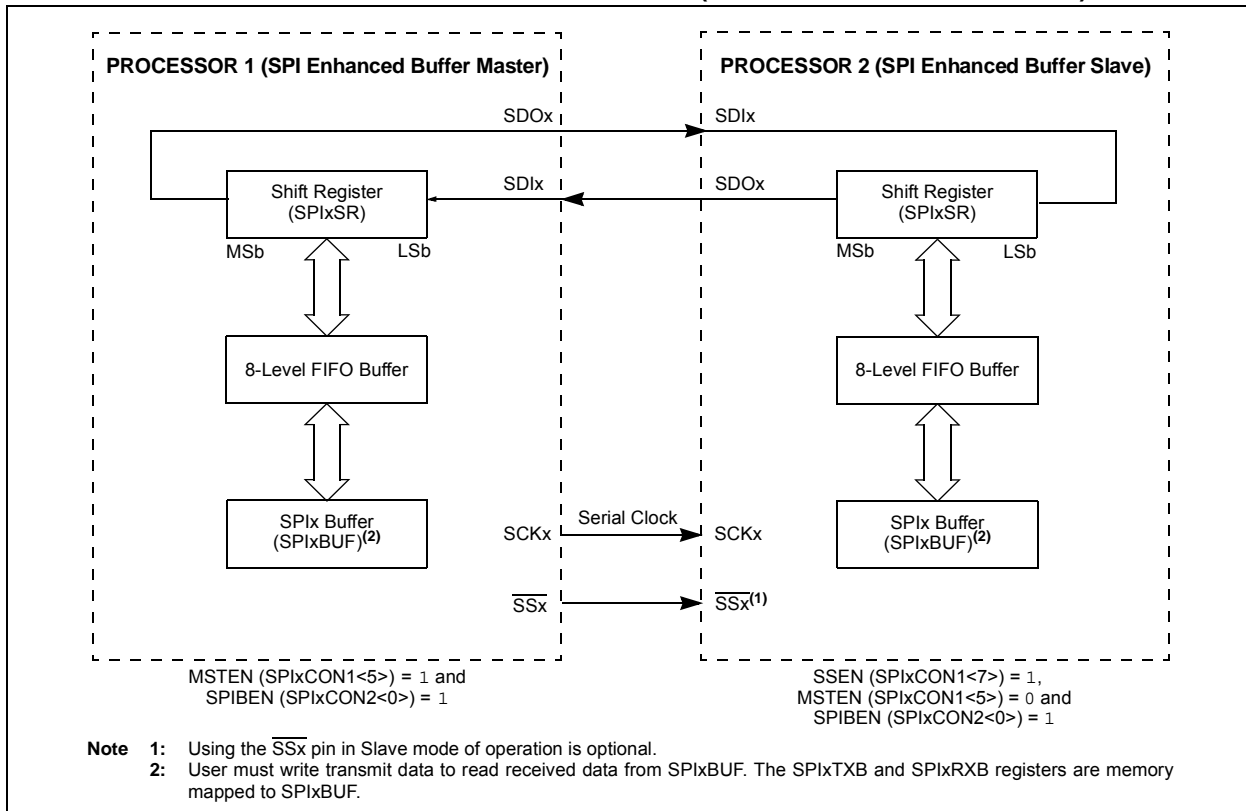 PROCESSOR 1 (SPI Enhanced Buffer Master)
PROCESSOR 2 (SPI Enhanced Buffer Slave)
SDOx
SDIx
Shift Register
(SPIxSR)
SDIx
SDOx
Shift Register
(SPIxSR)
MSb
LSb
MSb
LSb
8-Level FIFO Buffer
8-Level FIFO Buffer
SPIx Buffer
(SPIxBUF)(2)
SCKx
Serial Clock
SCKx
SPIx Buffer
(SPIxBUF)(2)
SSx
SSx(1)
MSTEN (SPIxCON1<5>) = 1 and
SPIBEN (SPIxCON2<0>) = 1
SSEN (SPIxCON1<7>) = 1,
MSTEN (SPIxCON1<5>) = 0 and
SPIBEN (SPIxCON2<0>) = 1
Note 1: Using the SSx pin in Slave mode of operation is optional.
2: User must write transmit data to read received data from SPIxBUF. The SPIxTXB and SPIxRXB registers are memory
mapped to SPIxBUF.